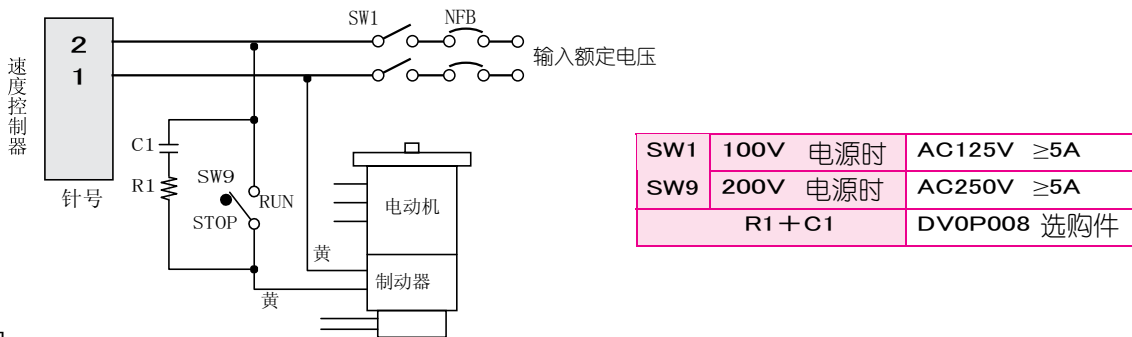 速度控制器
2
1
针号
SW1
NFB
输入额定电压
C1
R1
SW9
RUN
STOP
黄
黄
电动机
制动器
SW1 100V 电源时 AC125V ≥5A
SW9 200V 电源时 AC250V ≥5A
R1+C1 DV0P008 选购件